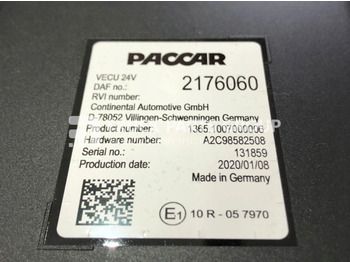 PACCAR
VECU 24V
DAF no.: 2176060
RVI number:
Continental Automotive GmbH
D-78052 Villingen-Schwenningen Germany
Product number: 1365.1007000006
Hardware number: A2C98582508
Serial no.: 131859
Production date: 2020/01/08
Made in Germany
E1 10 R - 05 7970